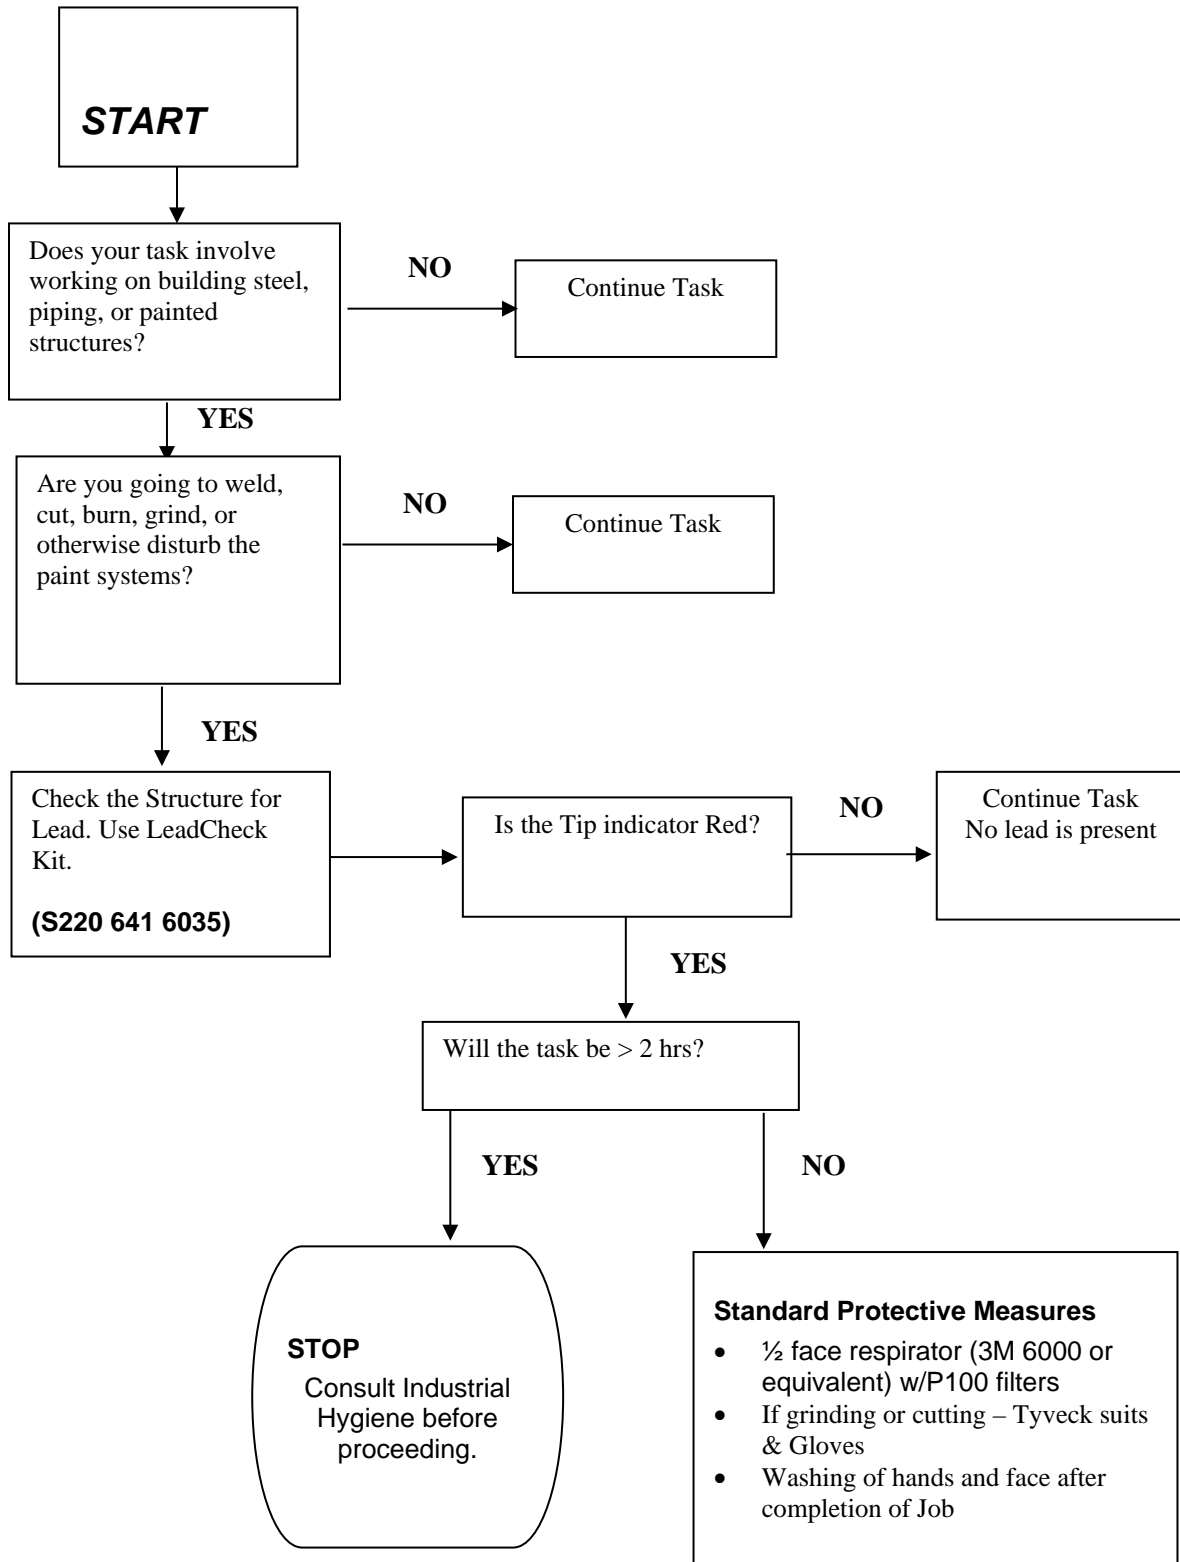 START
Does your task involve
working on building steel,
piping, or painted
structures?
NO
Continue Task
YES
Are you going to weld,
cut, burn, grind, or
otherwise disturb the
paint systems?
NO
Continue Task
YES
Check the Structure for
Lead. Use LeadCheck
Kit.
(S220 641 6035)
Is the Tip indicator Red?
NO
Continue Task
No lead is present
YES
Will the task be > 2 hrs?
YES
NO
STOP
Consult Industrial
Hygiene before
proceeding.
Standard Protective Measures
• ½ face respirator (3M 6000 or
equivalent) w/P100 filters
• If grinding or cutting – Tyveck suits
& Gloves
• Washing of hands and face after
completion of Job